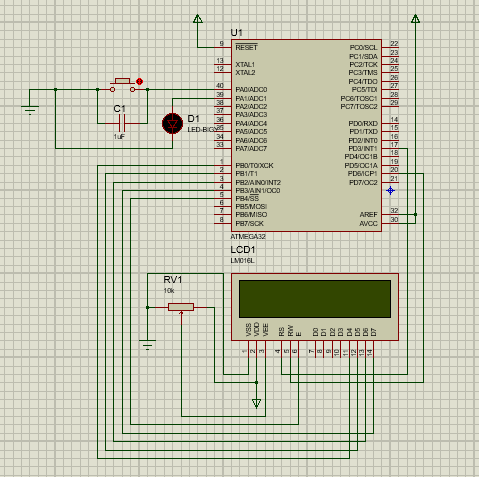 U1
9 RESET PC0/SCL 22
PC1/SDA 23
13 XTAL1 PC2/TCK 24
12 XTAL2 PC3/TMS 25
PC4/TDO 26
40 PA0/ADC0 PC5/TDI 27
39 PA1/ADC1 PC6/TOSC1 28
38 PA2/ADC2 PC7/TOSC2 29
37 PA3/ADC3
36 PA4/ADC4 PD0/RXD 14
35 PA5/ADC5 PD1/TXD 15
34 PA6/ADC6 PD2/INT0 16
33 PA7/ADC7 PD3/INT1 17
PD4/OC1B 18
1 PB0/T0/XCK PD5/OC1A 19
2 PB1/T1 PD6/ICP1 20
3 PB2/AIN0/INT2 PD7/OC2 21
4 PB3/AIN1/OC0
5 PB4/SS
6 PB5/MOSI
7 PB6/MISO AREF 32
8 PB7/SCK AVCC 30
ATMEGA32
C1
1uF
D1
LED-BIGY
LCD1
LM016L
RV1
10k
VSS VDD VEE RS RW E D0 D1 D2 D3 D4 D5 D6 D7
1 2 3 4 5 6 7 8 9 10 11 12 13 14